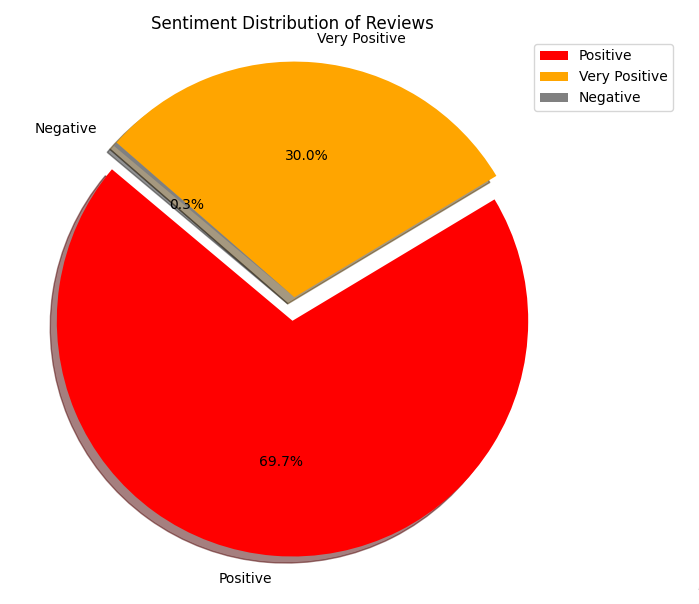 Sentiment Distribution of Reviews
Very Positive
Positive
Very Positive
Negative
Negative
30.0%
0.3%
69.7%
Positive